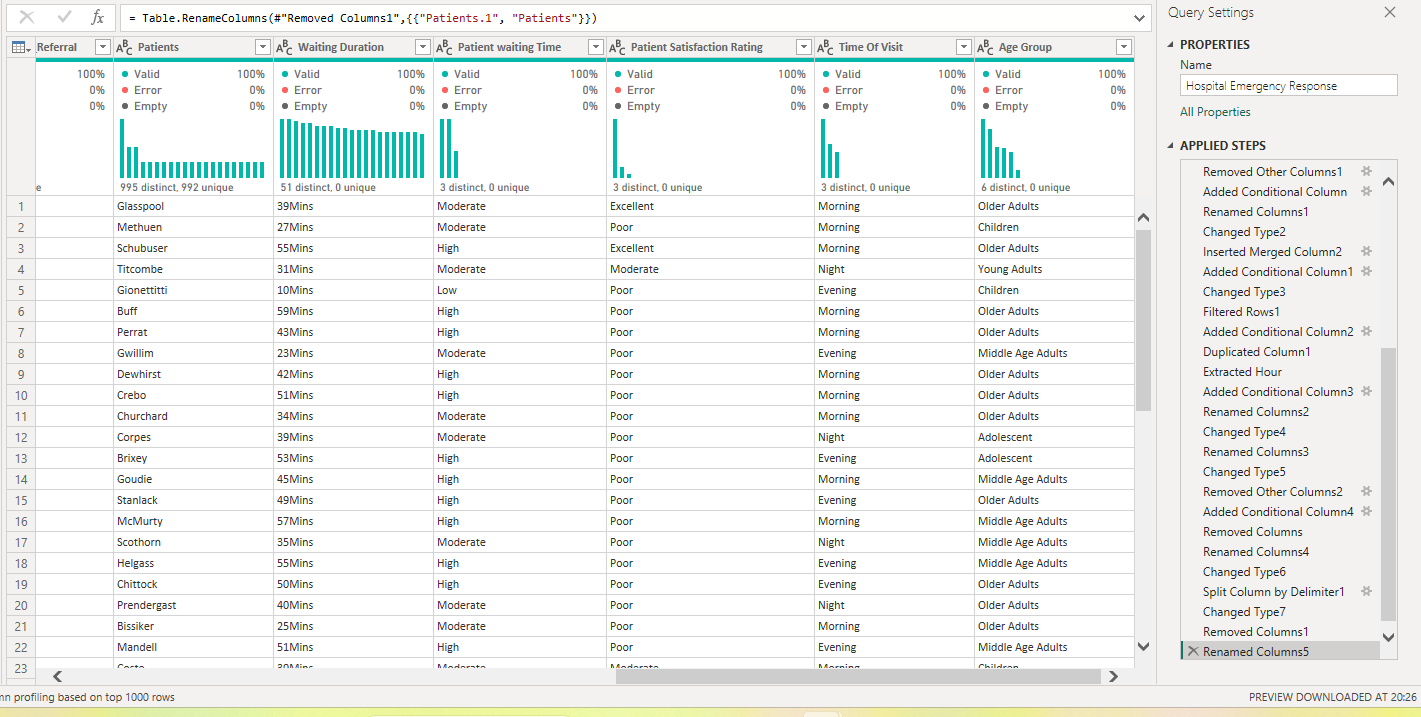 fx = Table.RenameColumns(#"Removed Columns1",{{"Patients.1", "Patients"}})
Referral ABC Patients ABC Waiting Duration ABC Patient waiting Time ABC Patient Satisfaction Rating ABC Time Of Visit ABC Age Group
100% Valid 100% Valid 100% Valid 100% Valid 100% Valid 100% Valid 100%
0% Error 0% Error 0% Error 0% Error 0% Error 0% Error 0%
0% Empty 0% Empty 0% Empty 0% Empty 0% Empty 0% Empty 0%
e 995 distinct, 992 unique 51 distinct, 0 unique 3 distinct, 0 unique 3 distinct, 0 unique 3 distinct, 0 unique 6 distinct, 0 unique
1 Glasspool 39Mins Moderate Excellent Morning Older Adults
2 Methuen 27Mins Moderate Poor Morning Children
3 Schubuser 55Mins High Excellent Morning Older Adults
4 Titcombe 31Mins Moderate Moderate Night Young Adults
5 Gionettitti 10Mins Low Poor Evening Children
6 Buff 59Mins High Poor Morning Older Adults
7 Perrat 43Mins High Poor Morning Older Adults
8 Gwillim 23Mins Moderate Poor Evening Middle Age Adults
9 Dewhirst 42Mins High Poor Morning Older Adults
10 Crebo 51Mins High Poor Morning Older Adults
11 Churchard 34Mins Moderate Poor Morning Older Adults
12 Corpes 39Mins Moderate Poor Night Adolescent
13 Brixey 53Mins High Poor Evening Adolescent
14 Goudie 45Mins High Poor Morning Middle Age Adults
15 Stanlack 49Mins High Poor Evening Older Adults
16 McMurty 57Mins High Poor Morning Middle Age Adults
17 Scothorn 35Mins Moderate Poor Night Middle Age Adults
18 Helgass 55Mins High Poor Evening Middle Age Adults
19 Chittock 50Mins High Poor Evening Older Adults
20 Prendergast 40Mins Moderate Poor Night Older Adults
21 Bissiker 25Mins Moderate Poor Morning Older Adults
22 Mandell 51Mins High Poor Evening Older Adults
23 Moderate Moderate Morning Children
Query Settings
PROPERTIES
Name
Hospital Emergency Response
All Properties
APPLIED STEPS
Removed Other Columns1
Added Conditional Column
Renamed Columns1
Changed Type2
Inserted Merged Column2
Added Conditional Column1
Changed Type3
Filtered Rows1
Added Conditional Column2
Duplicated Column1
Extracted Hour
Added Conditional Column3
Renamed Columns2
Changed Type4
Renamed Columns3
Changed Type5
Removed Other Columns2
Added Conditional Column4
Removed Columns
Renamed Columns4
Changed Type6
Split Column by Delimiter1
Changed Type7
Removed Columns1
Renamed Columns5
mn profiling based on top 1000 rows
PREVIEW DOWNLOADED AT 20:26